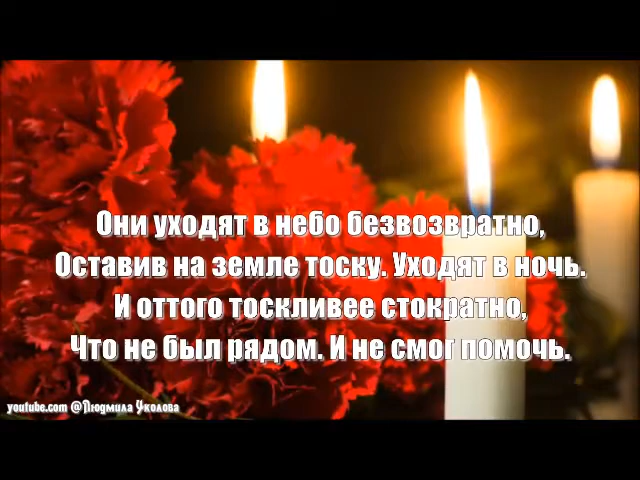 Они уходят в небо безвозвратно,
Оставив на земле тоску. Уходят в ночь.
И оттого тоскливее стократно,
Что не был рядом. И не смог помочь.
youtube.com @Людмила Уколова